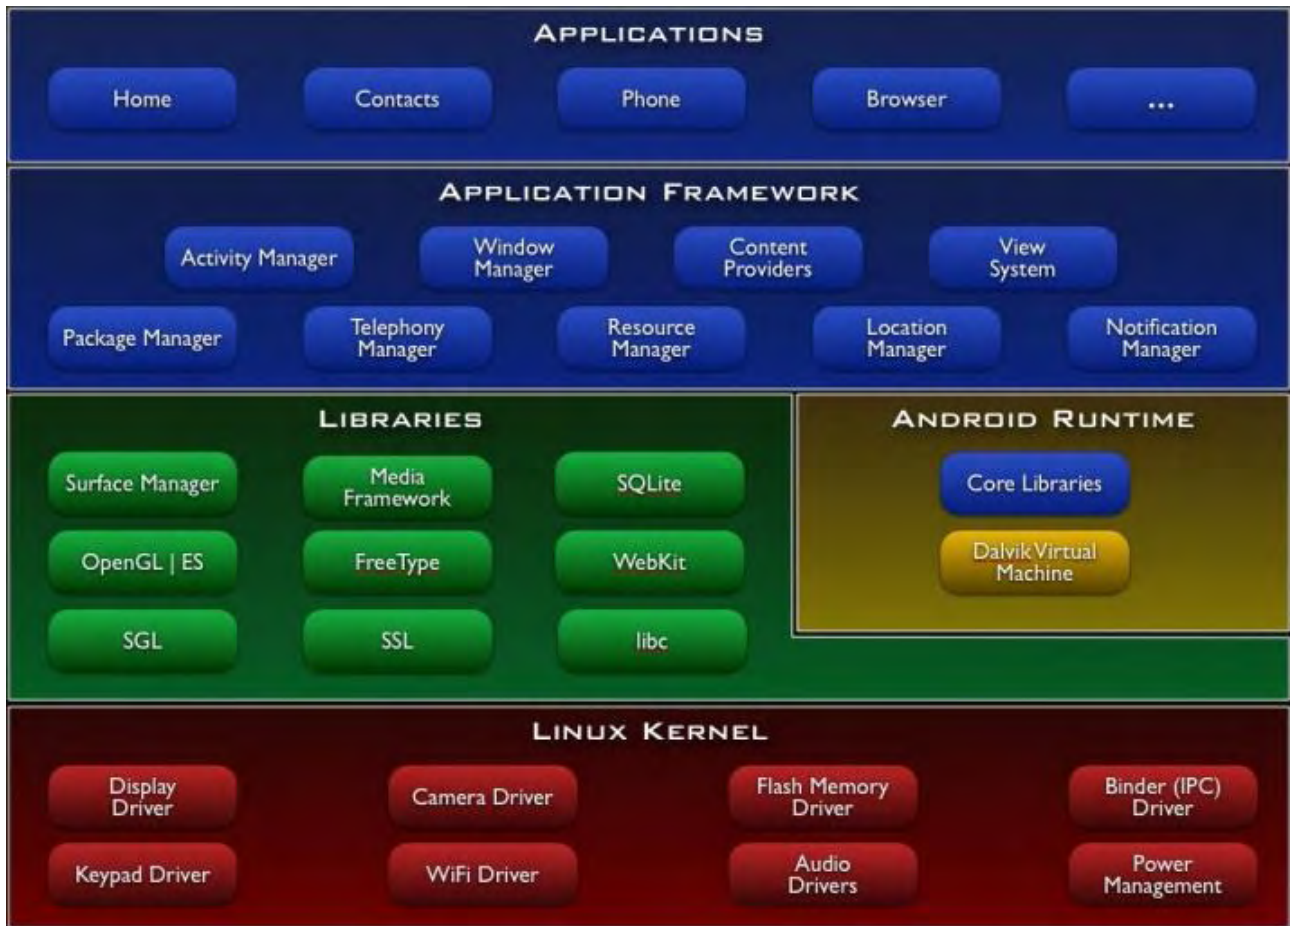 APPLICATIONS
Home
Contacts
Phone
Browser
...
APPLICATION FRAMEWORK
Activity Manager
Window
Manager
Content
Providers
View
System
Package Manager
Telephony
Manager
Resource
Manager
Location
Manager
Notification
Manager
LIBRARIES
Surface Manager
Media
Framework
SQLite
OpenGL | ES
FreeType
WebKit
SGL
SSL
libc
ANDROID RUNTIME
Core Libraries
Dalvik Virtual
Machine
LINUX KERNEL
Display
Driver
Camera Driver
Flash Memory
Driver
Binder (IPC)
Driver
Keypad Driver
WiFi Driver
Audio
Drivers
Power
Management